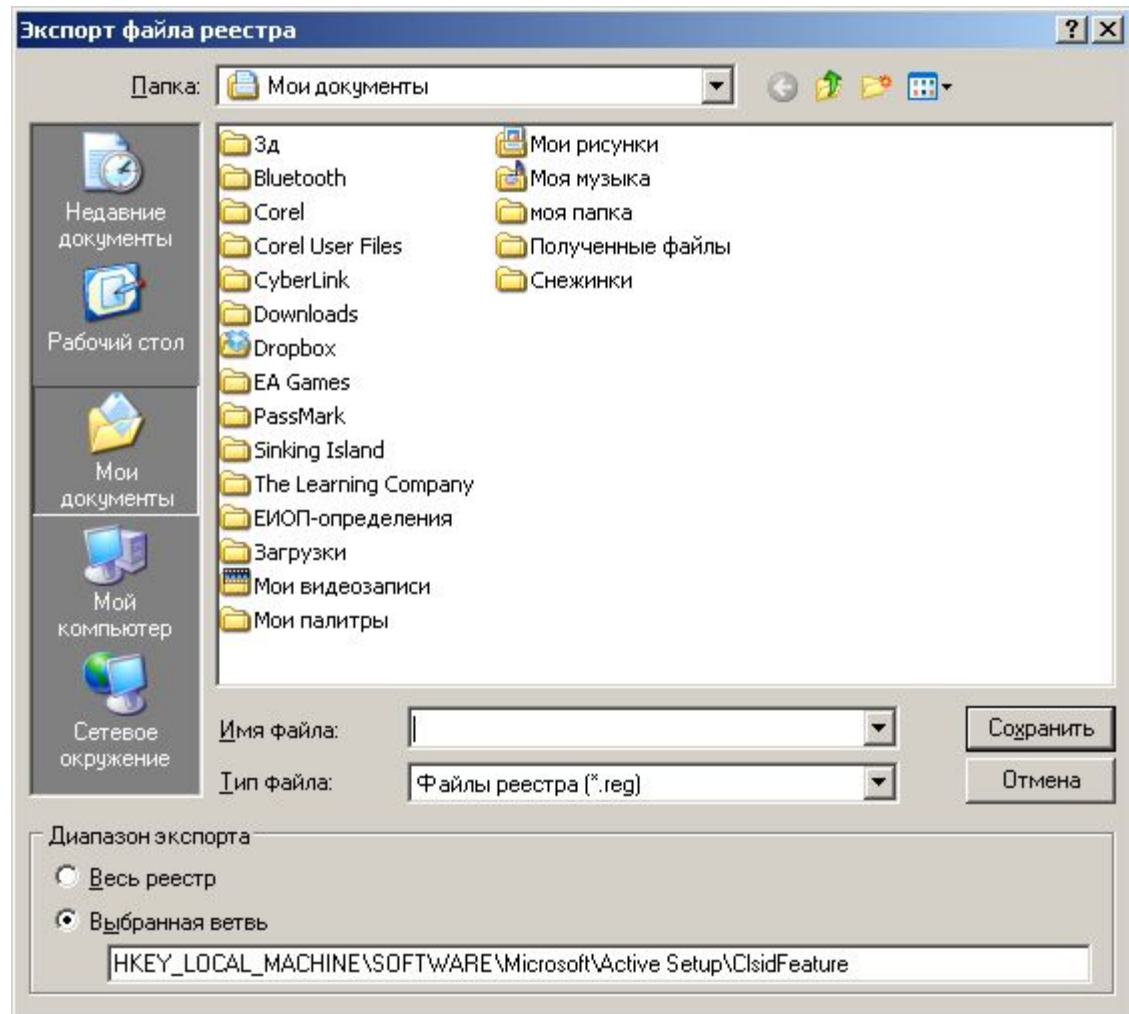 Экспорт файла реестра
Папка: Мои документы
Недавние документы
Рабочий стол
Мои документы
Мой компьютер
Сетевое окружение
3д
Bluetooth
Corel
Corel User Files
CyberLink
Downloads
Dropbox
EA Games
PassMark
Sinking Island
The Learning Company
ЕИОП-определения
Загрузки
Мои видеозаписи
Мои палитры
Мои рисунки
Моя музыка
моя папка
Полученные файлы
Снежинки
Имя файла:
Сохранить
Тип файла: Файлы реестра (*.reg)
Отмена
Диапазон экспорта
Весь реестр
Выбранная ветвь
HKEY_LOCAL_MACHINE\SOFTWARE\Microsoft\Active Setup\ClsidFeature